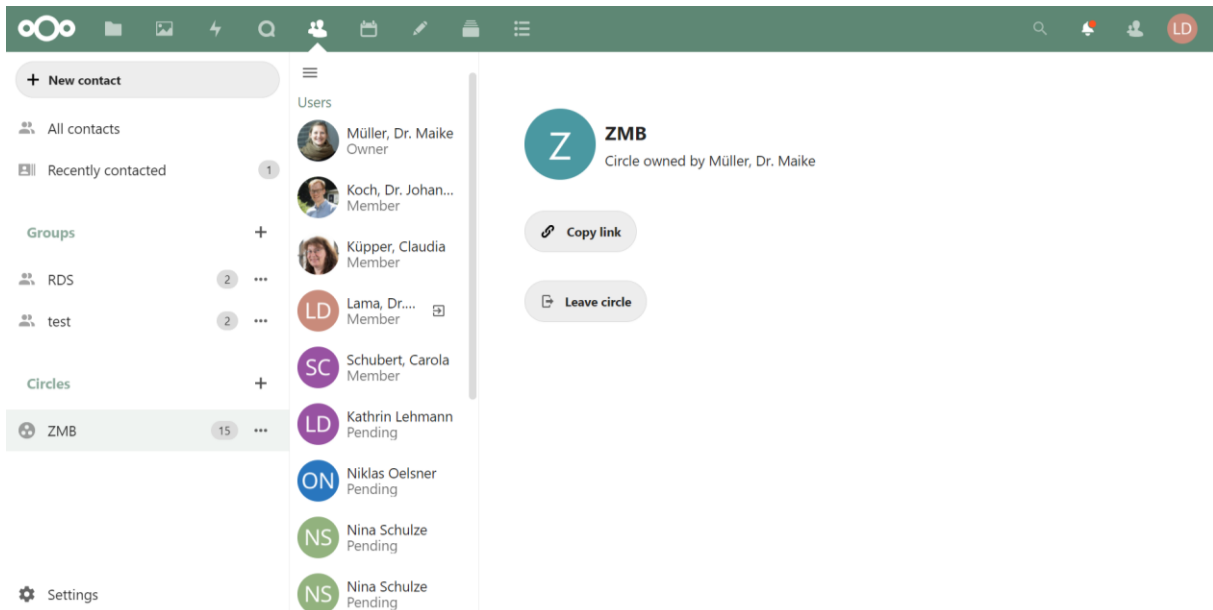 LD
New contact
All contacts
Recently contacted
1
Groups
RDS
2
test
2
Circles
ZMB
15
Settings
Users
Müller, Dr. Maike
Owner
Koch, Dr. Johan...
Member
Küpper, Claudia
Member
LD
Lama, Dr....
Member
SC
Schubert, Carola
Member
LD
Kathrin Lehmann
Pending
ON
Niklas Oelsner
Pending
NS
Nina Schulze
Pending
NS
Nina Schulze
Pending
Z
ZMB
Circle owned by Müller, Dr. Maike
Copy link
Leave circle